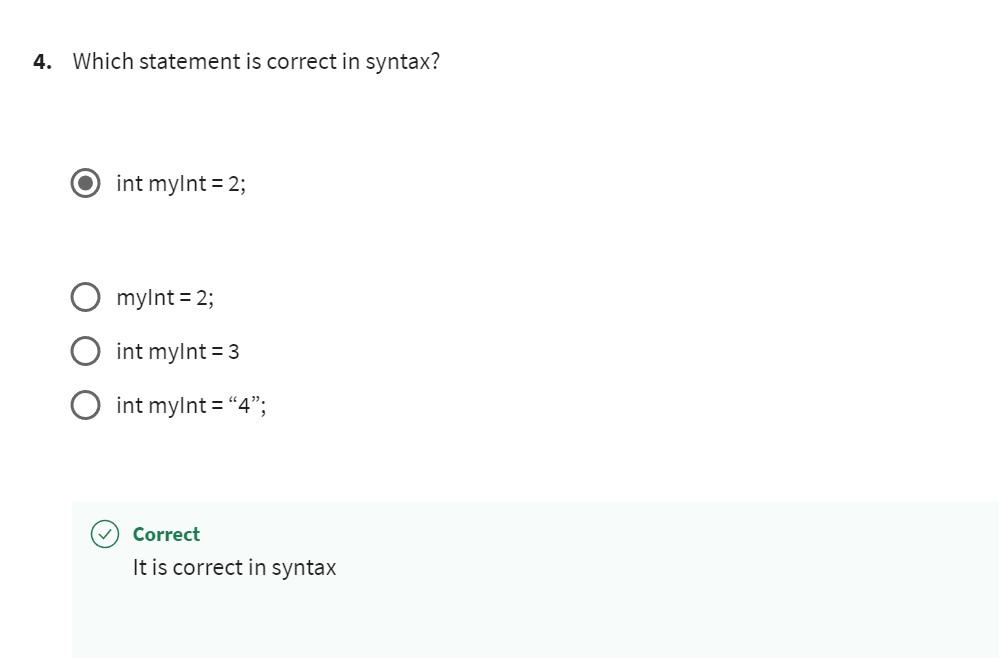 4. Which statement is correct in syntax?
int myInt = 2;
myInt = 2;
int myInt = 3
int myInt = “4”;
Correct
It is correct in syntax